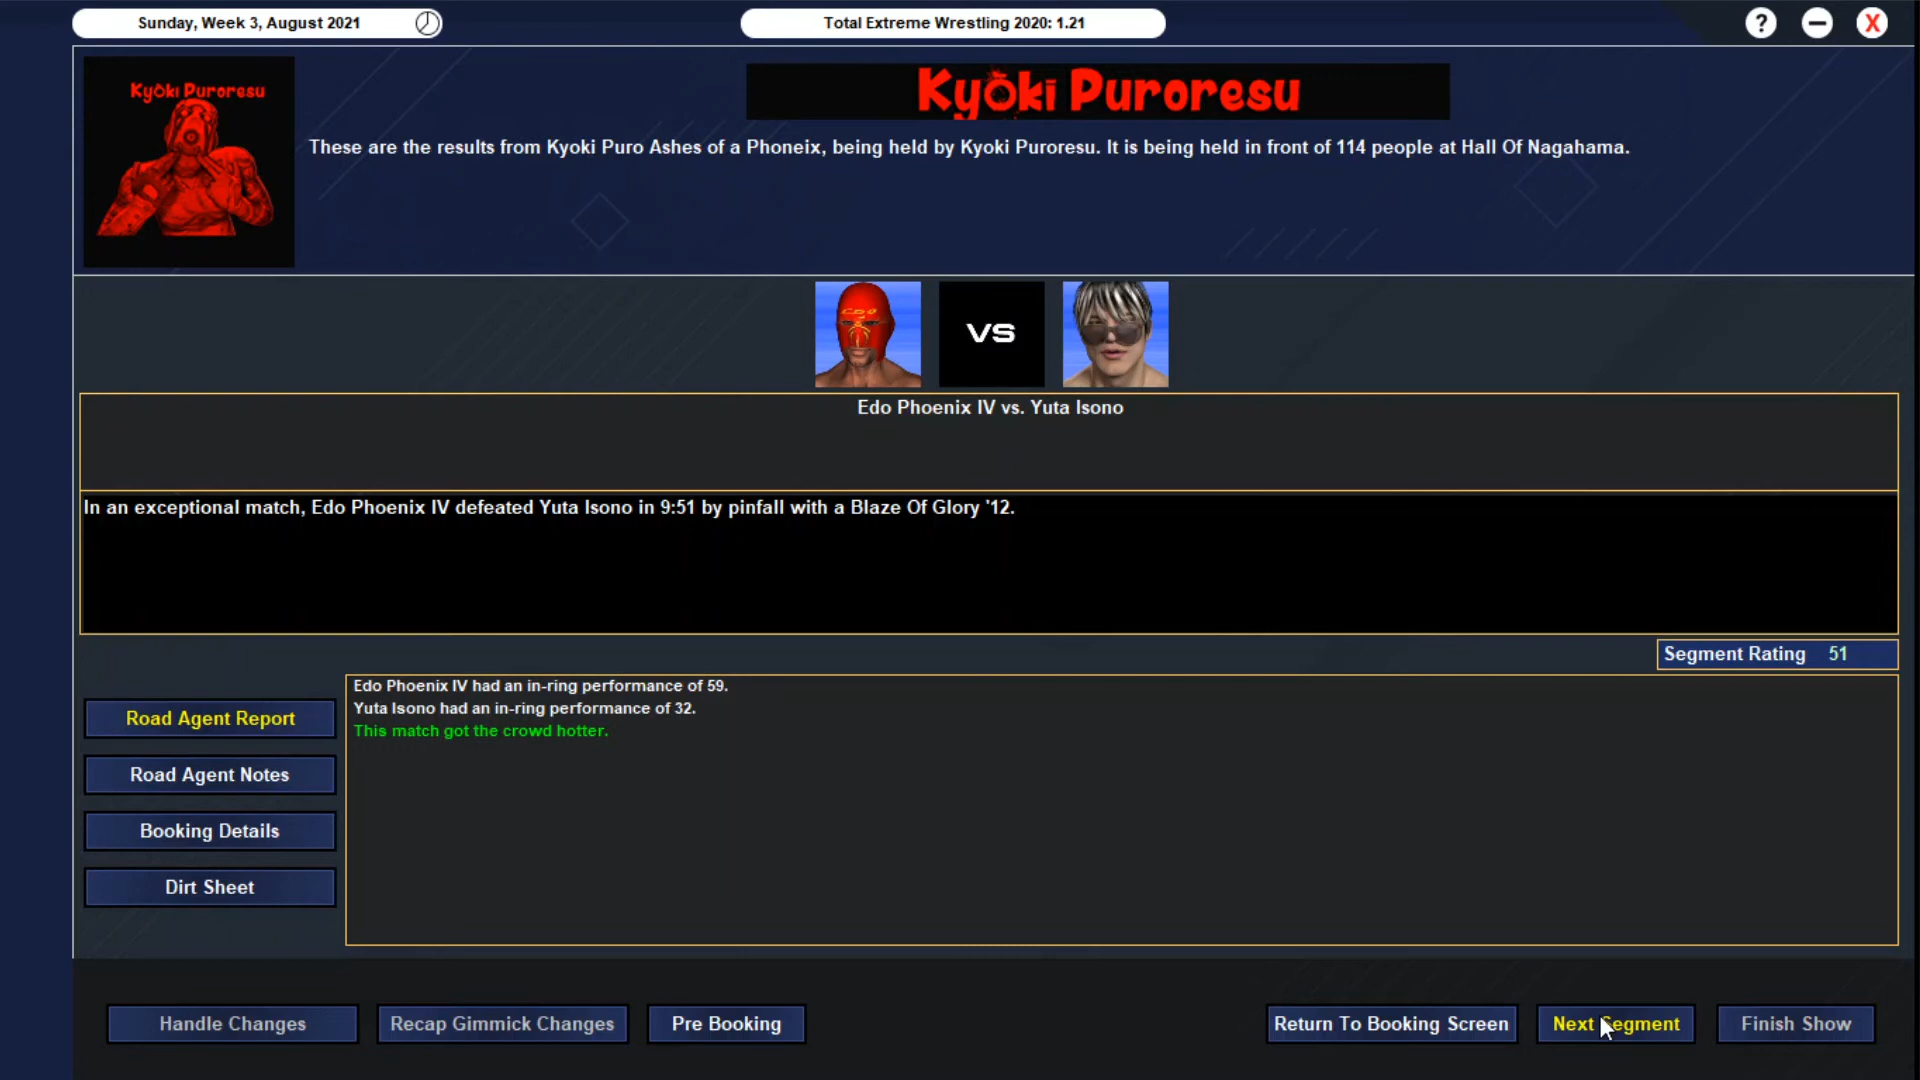 Sunday, Week 3, August 2021
Total Extreme Wrestling 2020: 1.21
?
X
Kyōki Puroresu
Kyōki Puroresu
These are the results from Kyoki Puro Ashes of a Phoneix, being held by Kyoki Puroresu. It is being held in front of 114 people at Hall Of Nagahama.
VS
Edo Phoenix IV vs. Yuta Isono
In an exceptional match, Edo Phoenix IV defeated Yuta Isono in 9:51 by pinfall with a Blaze Of Glory '12.
Segment Rating 51
Edo Phoenix IV had an in-ring performance of 59.
Yuta Isono had an in-ring performance of 32.
This match got the crowd hotter.
Road Agent Report
Road Agent Notes
Booking Details
Dirt Sheet
Handle Changes
Recap Gimmick Changes
Pre Booking
Return To Booking Screen
Next Segment
Finish Show